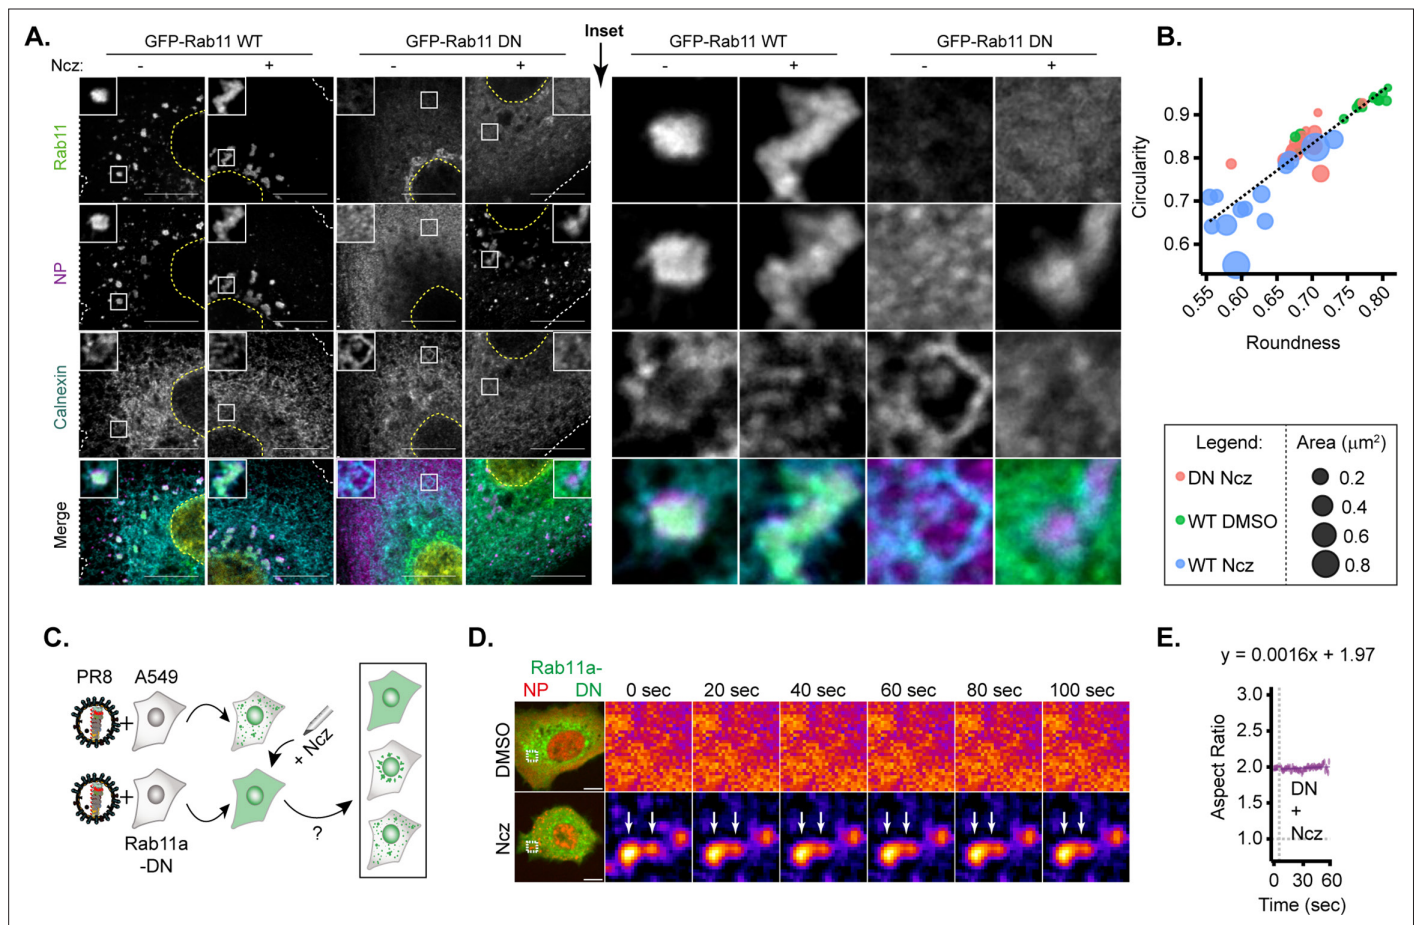 A.
GFP-Rab11 WT
GFP-Rab11 DN
Inset
GFP-Rab11 WT
GFP-Rab11 DN
Ncz: - + - + - + - +
Rab11
NP
Calnexin
Merge
B.
Circularity
0.9
0.8
0.7
0.6
0.55 0.60 0.65 0.70 0.75 0.80
Roundness
Legend: Area (μm²)
DN Ncz
WT DMSO
WT Ncz
0.2
0.4
0.6
0.8
C.
PR8 A549
+
+ Ncz
+
Rab11a
-DN
?
D.
Rab11a-
NP DN
0 sec 20 sec 40 sec 60 sec 80 sec 100 sec
DMSO
Ncz
E.
y = 0.0016x + 1.97
Aspect Ratio
3.0
2.5
2.0
1.5
1.0
DN
+
Ncz
0 30 60
Time (sec)